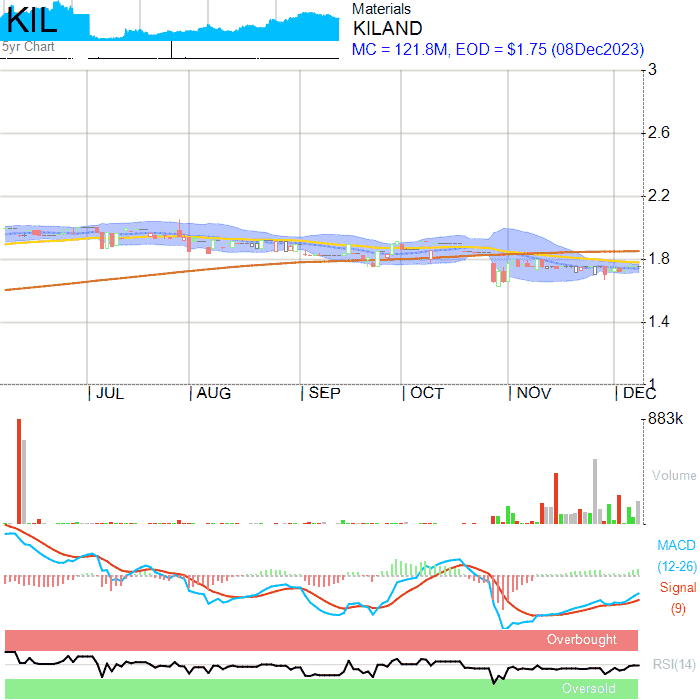 KIL
5yr Chart
Materials
KILAND
MC = 121.8M, EOD = $1.75 (08Dec2023)
3
2.6
2.2
1.8
1.4
1
JUL AUG SEP OCT NOV DEC
883k
Volume
MACD
(12-26)
Signal
(9)
Overbought
RSI(14)
Oversold